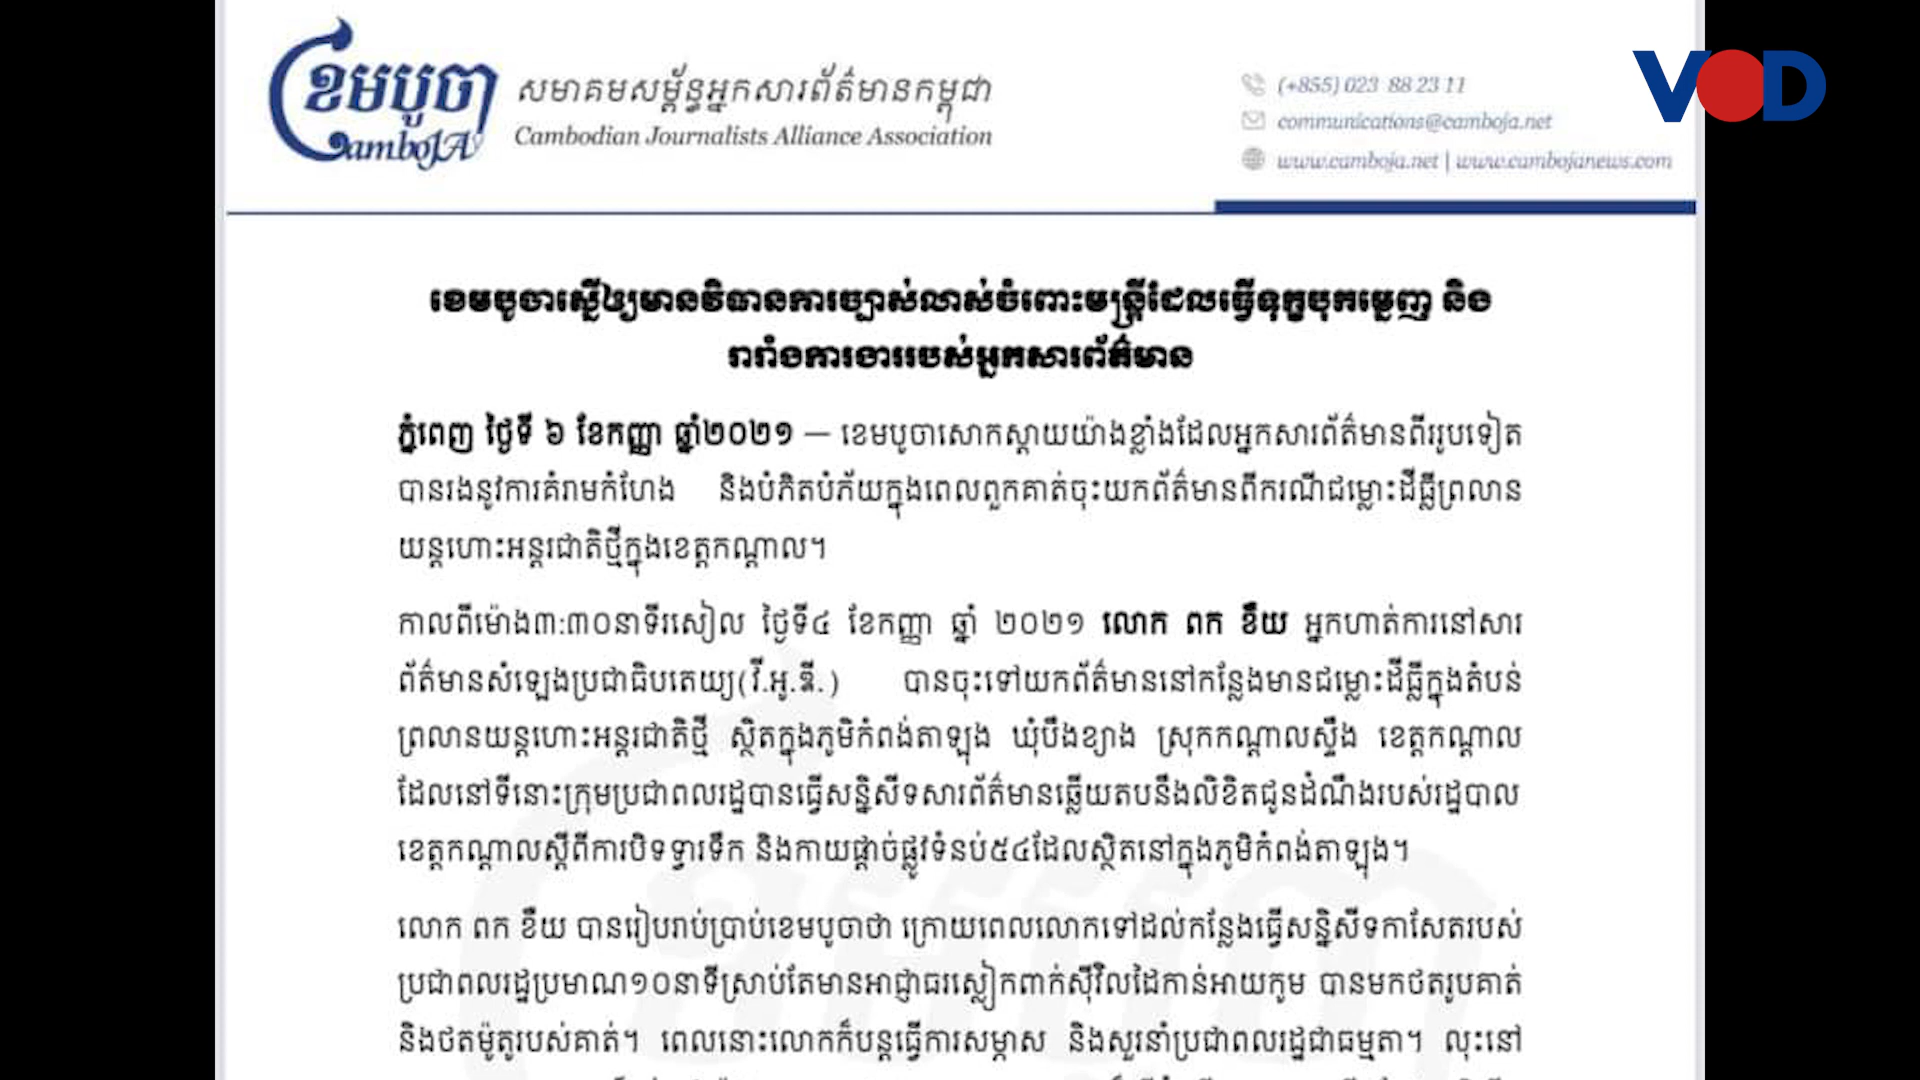 ខេមបូចា
CamboJA
សមាគមសម្ព័ន្ធអ្នកសារព័ត៌មានកម្ពុជា
Cambodian Journalists Alliance Association
(+855) 023 88 23 11
communications@camboja.net
www.camboja.net | www.cambojanews.com
VOD
ខេមបូចាស្នើឲ្យមានវិធានការច្បាស់លាស់ចំពោះមន្ត្រីដែលធ្វើទុក្ខបុកម្នេញ និង
រារាំងការងាររបស់អ្នកសារព័ត៌មាន
ភ្នំពេញ ថ្ងៃទី ៦ ខែកញ្ញា ឆ្នាំ២០២១ — ខេមបូចាសោកស្តាយយ៉ាងខ្លាំងដែលអ្នកសារព័ត៌មានពីររូបទៀត
បានរងនូវការគំរាមកំហែង និងបំភិតបំភ័យក្នុងពេលពួកគាត់ចុះយកព័ត៌មានពីករណីជម្លោះដីធ្លីព្រលាន
យន្តហោះអន្តរជាតិថ្មីក្នុងខេត្តកណ្តាល។
កាលពីម៉ោង៣:៣០នាទីរសៀល ថ្ងៃទី៤ ខែកញ្ញា ឆ្នាំ ២០២១ លោក ពក ខឺយ អ្នកហាត់ការនៅសារ
ព័ត៌មានសំឡេងប្រជាធិបតេយ្យ(វី.អូ.ឌី.) បានចុះទៅយកព័ត៌មាននៅកន្លែងមានជម្លោះដីធ្លីក្នុងតំបន់
ព្រលានយន្តហោះអន្តរជាតិថ្មី ស្ថិតក្នុងភូមិកំពង់តាឡុង ឃុំបឹងខ្យាង ស្រុកកណ្តាលស្ទឹង ខេត្តកណ្តាល
ដែលនៅទីនោះក្រុមប្រជាពលរដ្ឋបានធ្វើសន្និសីទសារព័ត៌មានឆ្លើយតបនឹងលិខិតជូនដំណឹងរបស់រដ្ឋបាល
ខេត្តកណ្តាលស្តីពីការបិទទ្វារទឹក និងកាយផ្តាច់ផ្លូវទំនប់៥៤ដែលស្ថិតនៅក្នុងភូមិកំពង់តាឡុង។
លោក ពក ខឺយ បានរៀបរាប់ប្រាប់ខេមបូចាថា ក្រោយពេលលោកទៅដល់កន្លែងធ្វើសន្និសីទកាសែតរបស់
ប្រជាពលរដ្ឋប្រមាណ១០នាទីស្រាប់តែមានអាជ្ញាធរស្លៀកពាក់ស៊ីវិលដៃកាន់អាយកូម បានមកថតរូបគាត់
និងថតម៉ូតូរបស់គាត់។ ពេលនោះលោកក៏បន្តធ្វើការសម្ភាស និងសួរនាំប្រជាពលរដ្ឋជាធម្មតា។ លុះនៅ